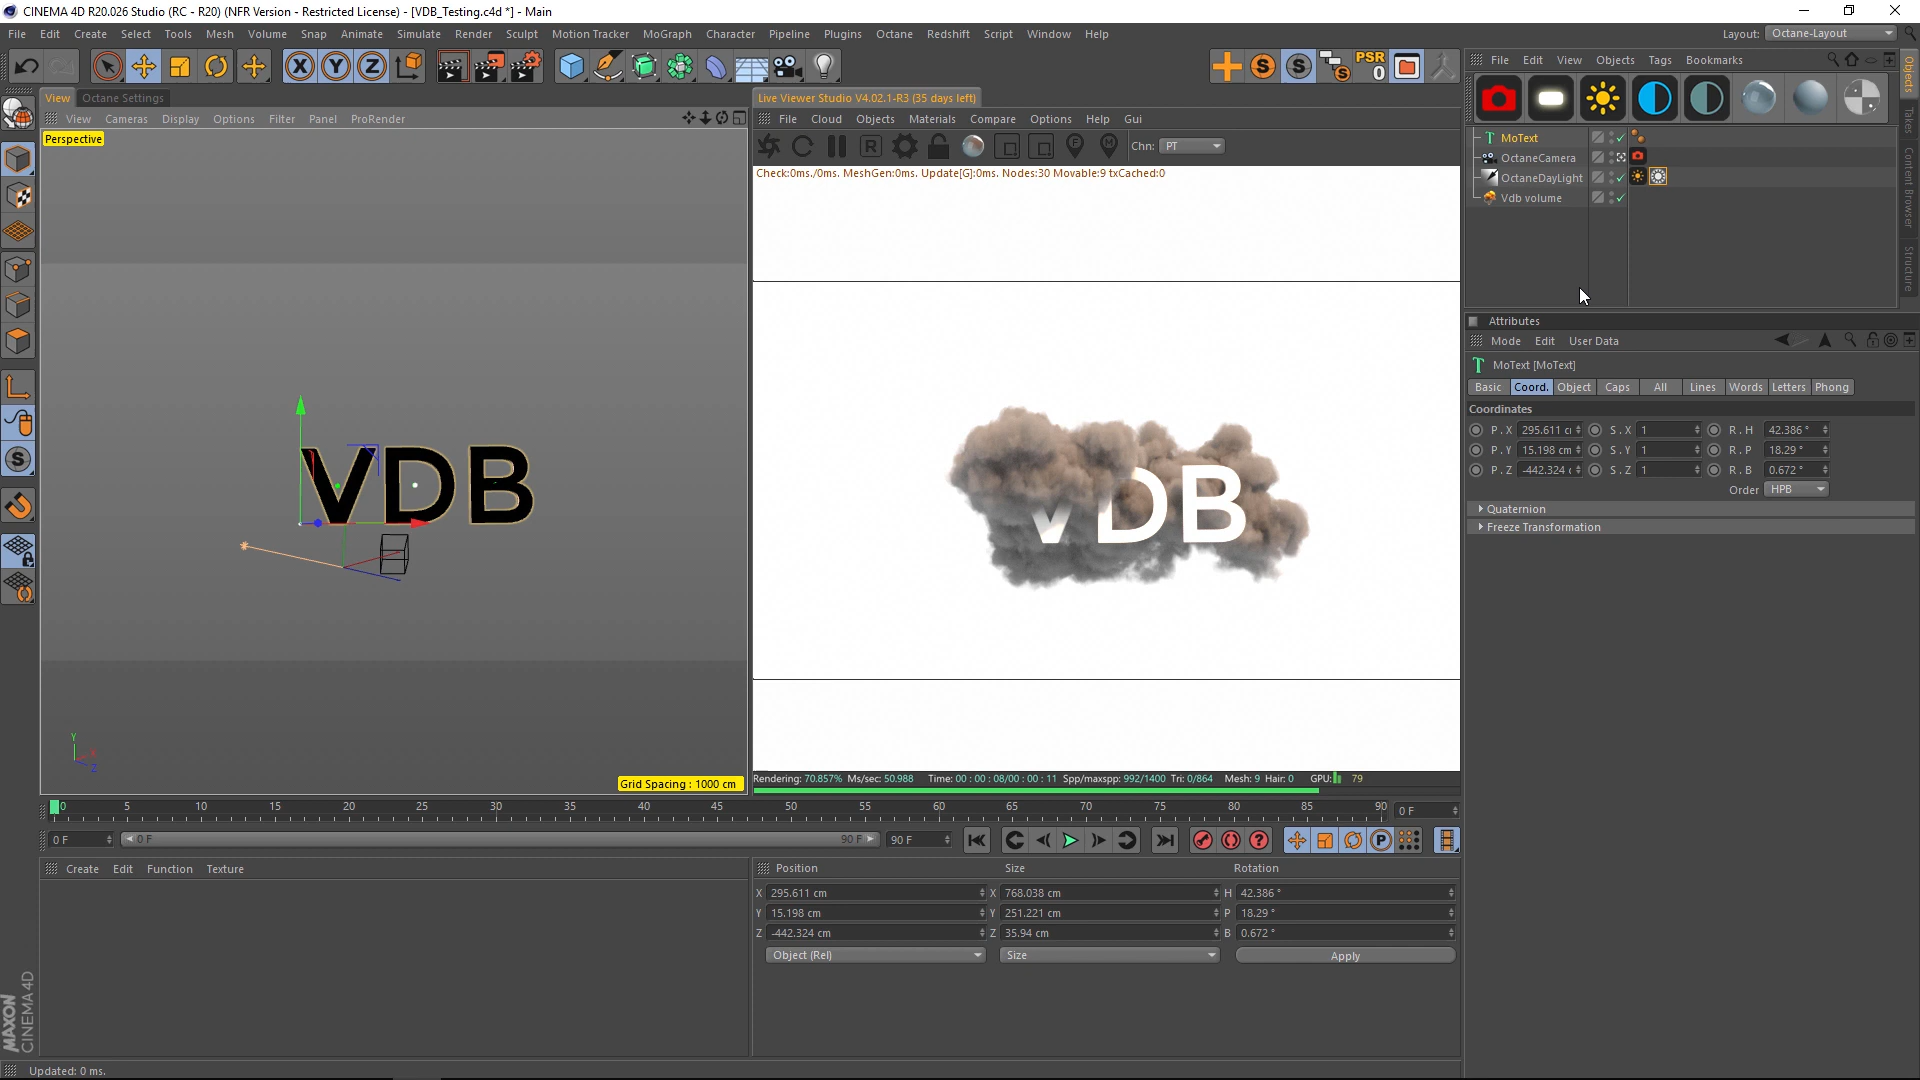 CINEMA 4D R20.026 Studio (RC - R20) (NFR Version - Restricted License) - [VDB_Testing.c4d *] - Main
File Edit Create Select Tools Mesh Volume Snap Animate Simulate Render Sculpt Motion Tracker MoGraph Character Pipeline Plugins Octane Redshift Script Window Help
Layout: Octane-Layout
X Y Z
S S PSR 0
View Octane Settings
View Cameras Display Options Filter Panel ProRender
Perspective
VDB
Y X Z
Grid Spacing : 1000 cm
Live Viewer Studio V4.02.1-R3 (35 days left)
File Cloud Objects Materials Compare Options Help Gui
R F M Chn: PT
Check:0ms./0ms. MeshGen:0ms. Update[G]:0ms. Nodes:30 Movable:9 txCached:0
VDB
Rendering: 70.857% Ms/sec: 50.988 Time: 00 : 00 : 08/00 : 00 : 11 Spp/maxspp: 992/1400 Tri: 0/864 Mesh: 9 Hair: 0 GPU: 79
File Edit View Objects Tags Bookmarks
MoText
OctaneCamera
OctaneDayLight
Vdb volume
Objects
Takes
Content Browser
Structure
Attributes
Mode Edit User Data
MoText [MoText]
Basic Coord. Object Caps All Lines Words Letters Phong
Coordinates
P . X 295.611 S . X 1 R . H 42.386 °
P . Y 15.198 cm S . Y 1 R . P 18.29 °
P . Z -442.324 S . Z 1 R . B 0.672 °
Order HPB
Quaternion
Freeze Transformation
0 5 10 15 20 25 30 35 40 45 50 55 60 65 70 75 80 85 90 0 F
0 F 0 F 90 F 90 F
P
Create Edit Function Texture
Position Size Rotation
X 295.611 cm X 768.038 cm H 42.386 °
Y 15.198 cm Y 251.221 cm P 18.29 °
Z -442.324 cm Z 35.94 cm B 0.672 °
Object (Rel) Size Apply
MAXON CINEMA 4D
Updated: 0 ms.